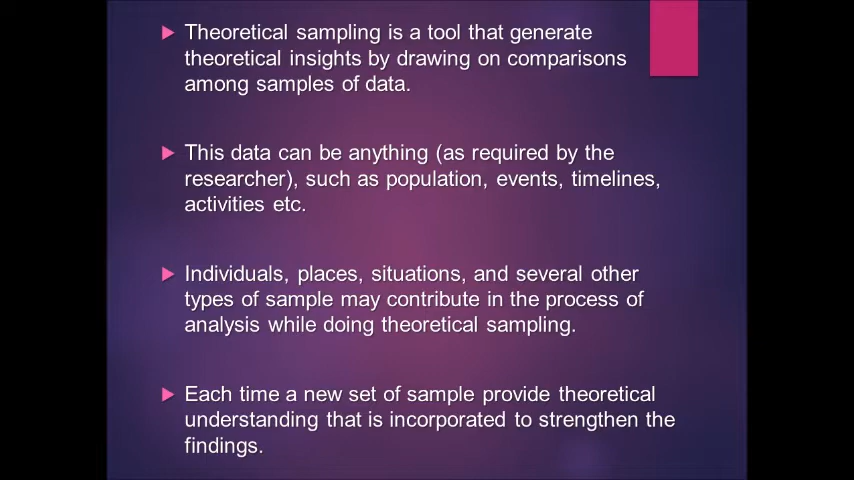 Theoretical sampling is a tool that generate
theoretical insights by drawing on comparisons
among samples of data.
This data can be anything (as required by the
researcher), such as population, events, timelines,
activities etc.
Individuals, places, situations, and several other
types of sample may contribute in the process of
analysis while doing theoretical sampling.
Each time a new set of sample provide theoretical
understanding that is incorporated to strengthen the
findings.